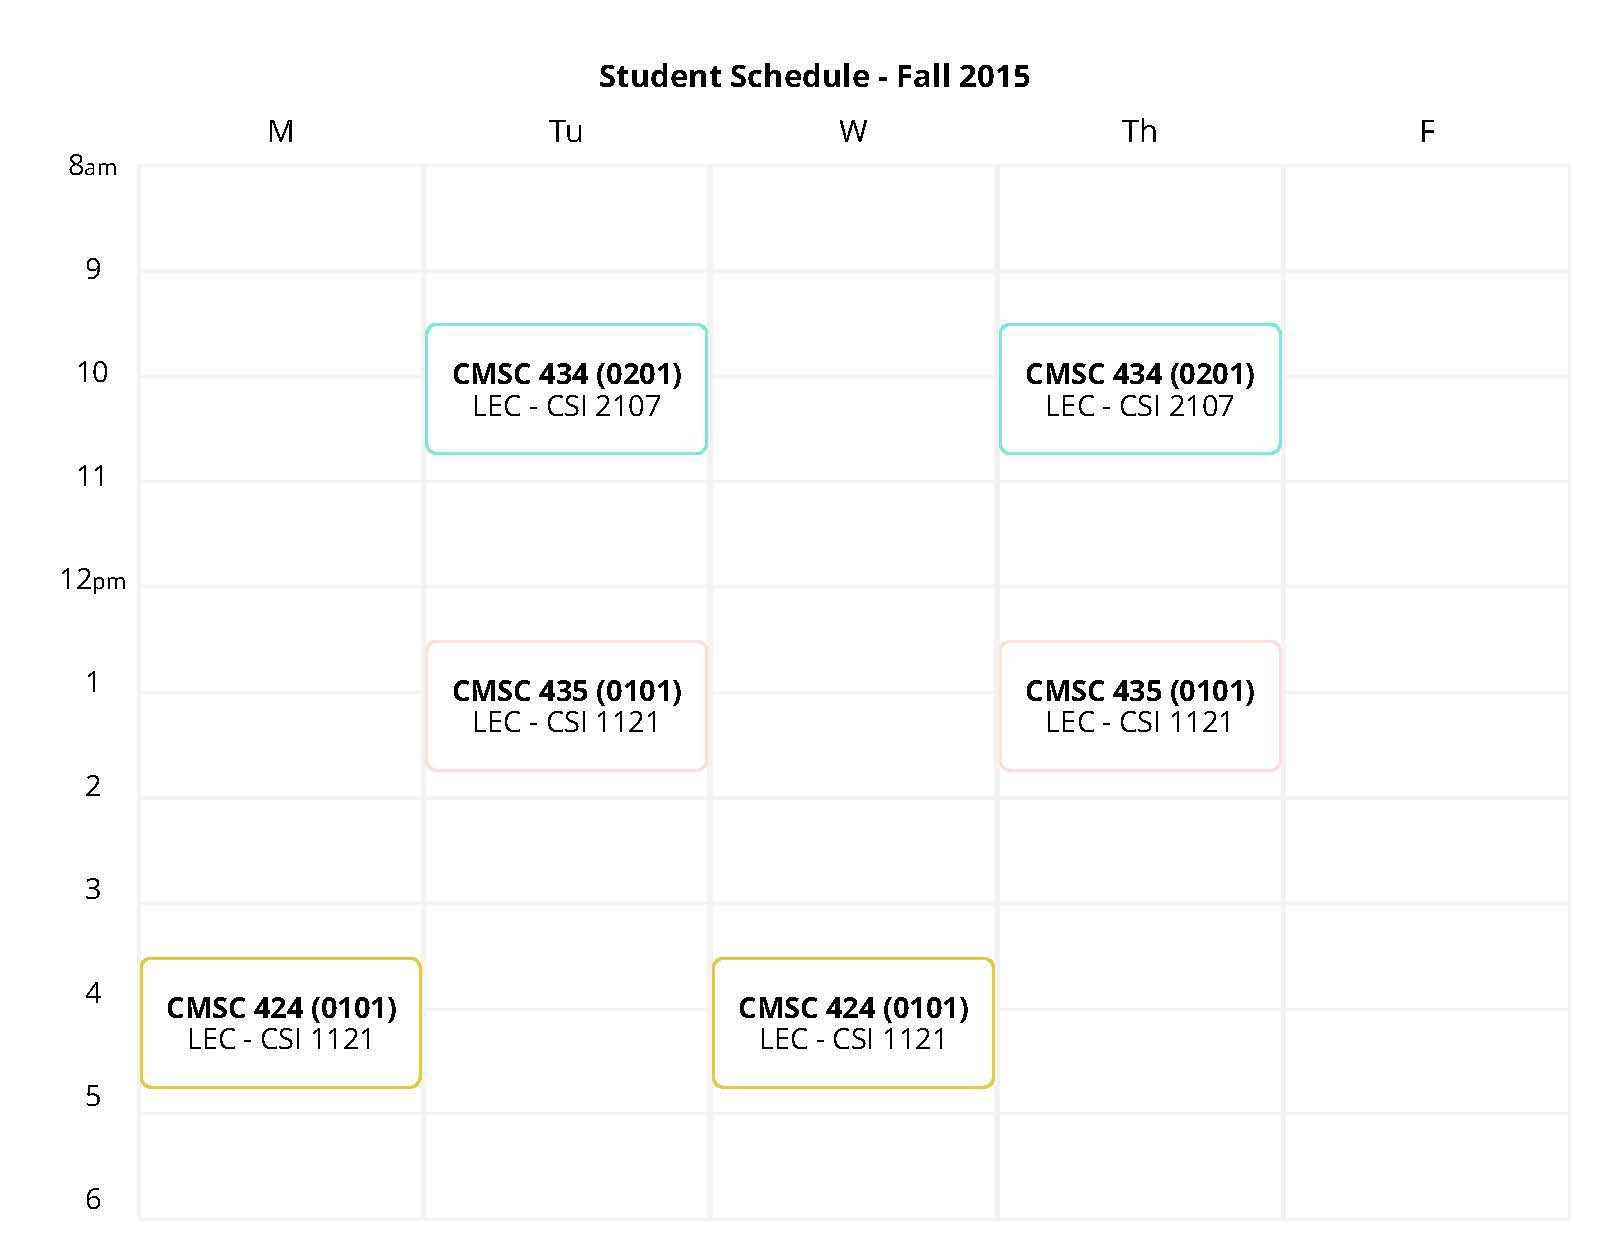 Student Schedule - Fall 2015
M Tu W Th F
8am
9
CMSC 434 (0201) CMSC 434 (0201)
10
LEC - CSI 2107 LEC - CSI 2107
11
12pm
1
CMSC 435 (0101) CMSC 435 (0101)
LEC - CSI 1121 LEC - CSI 1121
2
3
4
CMSC 424 (0101) CMSC 424 (0101)
LEC - CSI 1121 LEC - CSI 1121
5
6